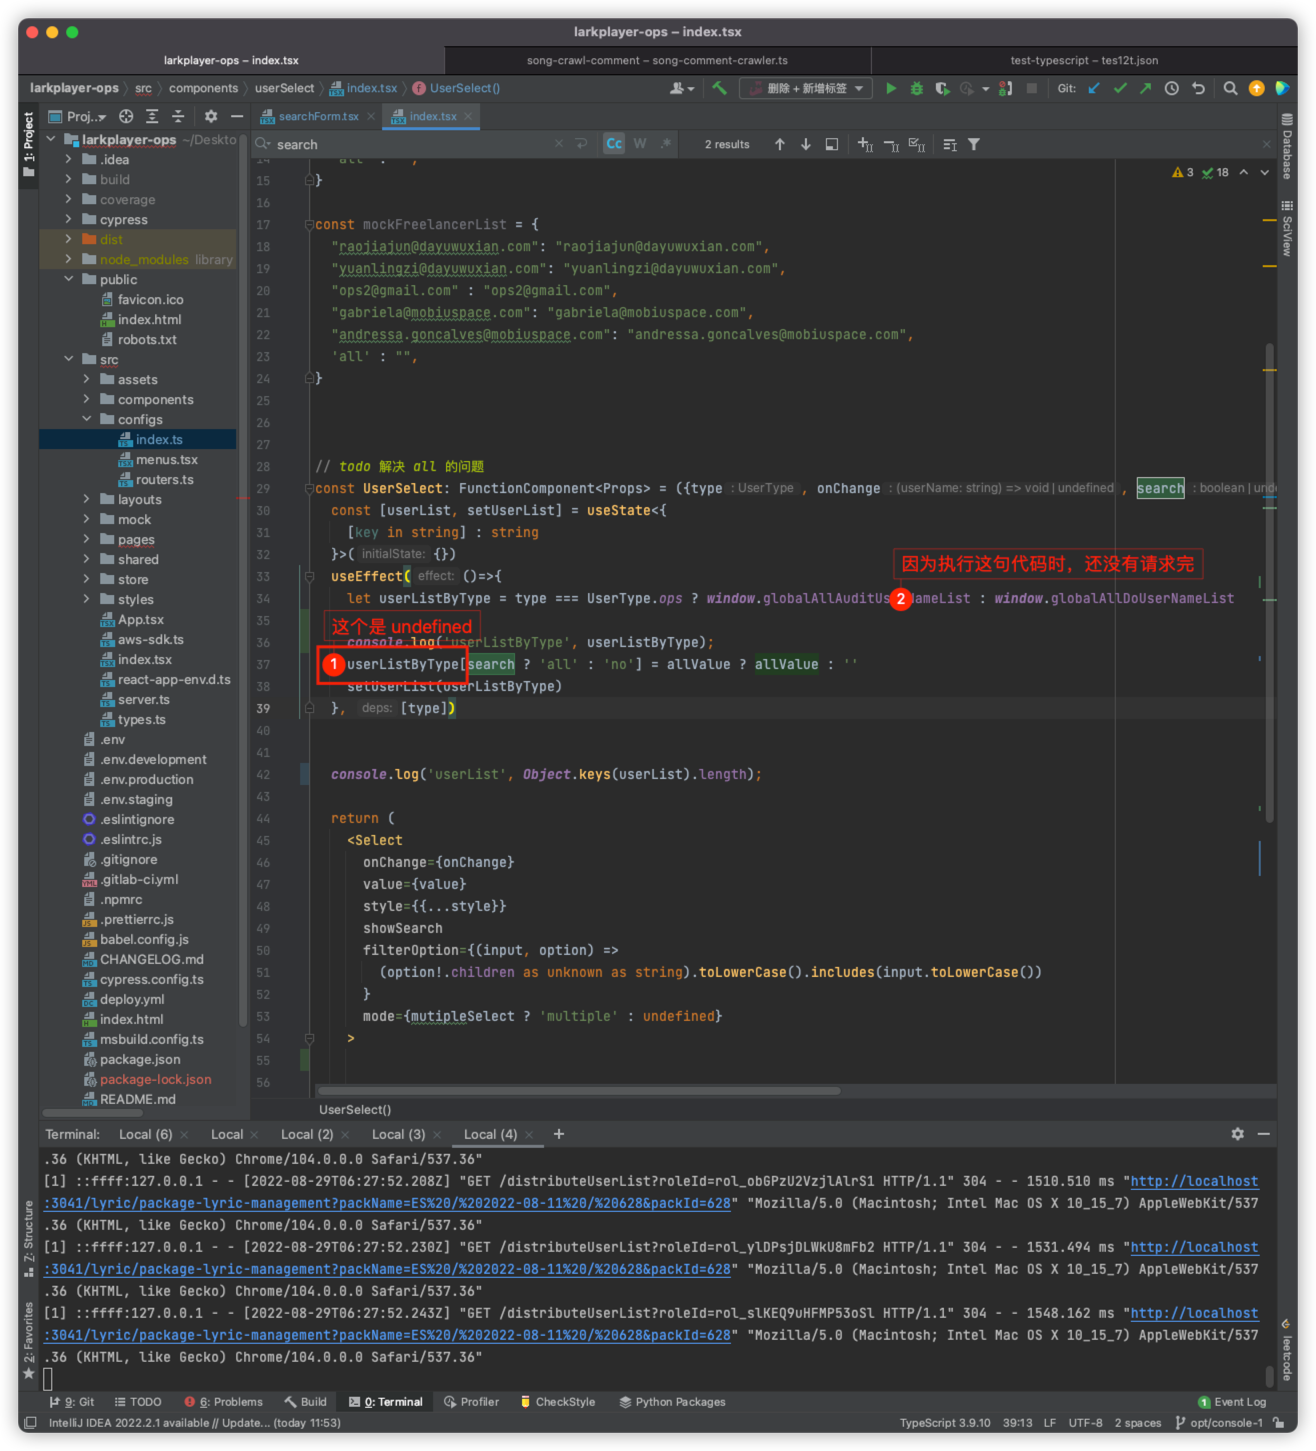 larkplayer-ops – index.tsx
larkplayer-ops – index.tsx
song-crawl-comment – song-comment-crawler.ts
test-typescript – tes12t.json
larkplayer-ops
src
components
userSelect
index.tsx
UserSelect()
删除 + 新增标签
Git:
1: Project
Proj..
searchForm.tsx
index.tsx
Database
SciView
larkplayer-ops ~/Deskto
.idea
build
coverage
cypress
dist
node_modules library
public
favicon.ico
index.html
robots.txt
src
assets
components
configs
index.ts
menus.tsx
routers.ts
layouts
mock
pages
shared
store
styles
App.tsx
aws-sdk.ts
index.tsx
react-app-env.d.ts
server.ts
types.ts
.env
.env.development
.env.production
.env.staging
.eslintignore
.eslintrc.js
.gitignore
.gitlab-ci.yml
.npmrc
.prettierrc.js
babel.config.js
CHANGELOG.md
cypress.config.ts
deploy.yml
index.html
msbuild.config.ts
package.json
package-lock.json
README.md
search
Cc
W
.*
2 results
3
18
14 'all' : '',
15 }
16
17 const mockFreelancerList = {
18 "raojiajun@dayuwuxian.com": "raojiajun@dayuwuxian.com",
19 "yuanlingzi@dayuwuxian.com": "yuanlingzi@dayuwuxian.com",
20 "ops2@gmail.com" : "ops2@gmail.com",
21 "gabriela@mobiuspace.com": "gabriela@mobiuspace.com",
22 "andressa.goncalves@mobiuspace.com": "andressa.goncalves@mobiuspace.com",
23 'all' : "",
24 }
25
26
27
28 // todo 解决 all 的问题
29 const UserSelect: FunctionComponent<Props> = ({type : UserType , onChange : (userName: string) => void | undefined , search : boolean | unde
30 const [userList, setUserList] = useState<{
31 [key in string] : string
32 }>( initialState: {})
因为执行这句代码时，还没有请求完
33 useEffect( effect: ()=>{
34 let userListByType = type === UserType.ops ? window.globalAllAuditUs 2 ameList : window.globalAllDoUserNameList
35
这个是 undefined
36 console.log('userListByType', userListByType);
37 1 userListByType[search ? 'all' : 'no'] = allValue ? allValue : ''
38 setUserList(userListByType)
39 }, deps: [type])
40
41
42 console.log('userList', Object.keys(userList).length);
43
44 return (
45 <Select
46 onChange={onChange}
47 value={value}
48 style={{...style}}
49 showSearch
50 filterOption={(input, option) =>
51 (option!.children as unknown as string).toLowerCase().includes(input.toLowerCase())
52 }
53 mode={mutipleSelect ? 'multiple' : undefined}
54 >
55
56
UserSelect()
Terminal: Local (6) Local Local (2) Local (3) Local (4)
.36 (KHTML, like Gecko) Chrome/104.0.0.0 Safari/537.36"
[1] ::ffff:127.0.0.1 - - [2022-08-29T06:27:52.208Z] "GET /distributeUserList?roleId=rol_obGPzU2VzjlAlrS1 HTTP/1.1" 304 - - 1510.510 ms "http://localhost
:3041/lyric/package-lyric-management?packName=ES%20/%202022-08-11%20/%20628&packId=628" "Mozilla/5.0 (Macintosh; Intel Mac OS X 10_15_7) AppleWebKit/537
.36 (KHTML, like Gecko) Chrome/104.0.0.0 Safari/537.36"
[1] ::ffff:127.0.0.1 - - [2022-08-29T06:27:52.230Z] "GET /distributeUserList?roleId=rol_ylDPsjDLWkU8mFb2 HTTP/1.1" 304 - - 1531.494 ms "http://localhost
:3041/lyric/package-lyric-management?packName=ES%20/%202022-08-11%20/%20628&packId=628" "Mozilla/5.0 (Macintosh; Intel Mac OS X 10_15_7) AppleWebKit/537
.36 (KHTML, like Gecko) Chrome/104.0.0.0 Safari/537.36"
[1] ::ffff:127.0.0.1 - - [2022-08-29T06:27:52.243Z] "GET /distributeUserList?roleId=rol_slKEQ9uHFMP53oSl HTTP/1.1" 304 - - 1548.162 ms "http://localhost
:3041/lyric/package-lyric-management?packName=ES%20/%202022-08-11%20/%20628&packId=628" "Mozilla/5.0 (Macintosh; Intel Mac OS X 10_15_7) AppleWebKit/537
.36 (KHTML, like Gecko) Chrome/104.0.0.0 Safari/537.36"
Z: Structure
2: Favorites
leetcode
9: Git
TODO
6: Problems
Build
0: Terminal
Profiler
CheckStyle
Python Packages
1 Event Log
IntelliJ IDEA 2022.2.1 available // Update... (today 11:53)
TypeScript 3.9.10
39:13
LF
UTF-8
2 spaces
opt/console-1